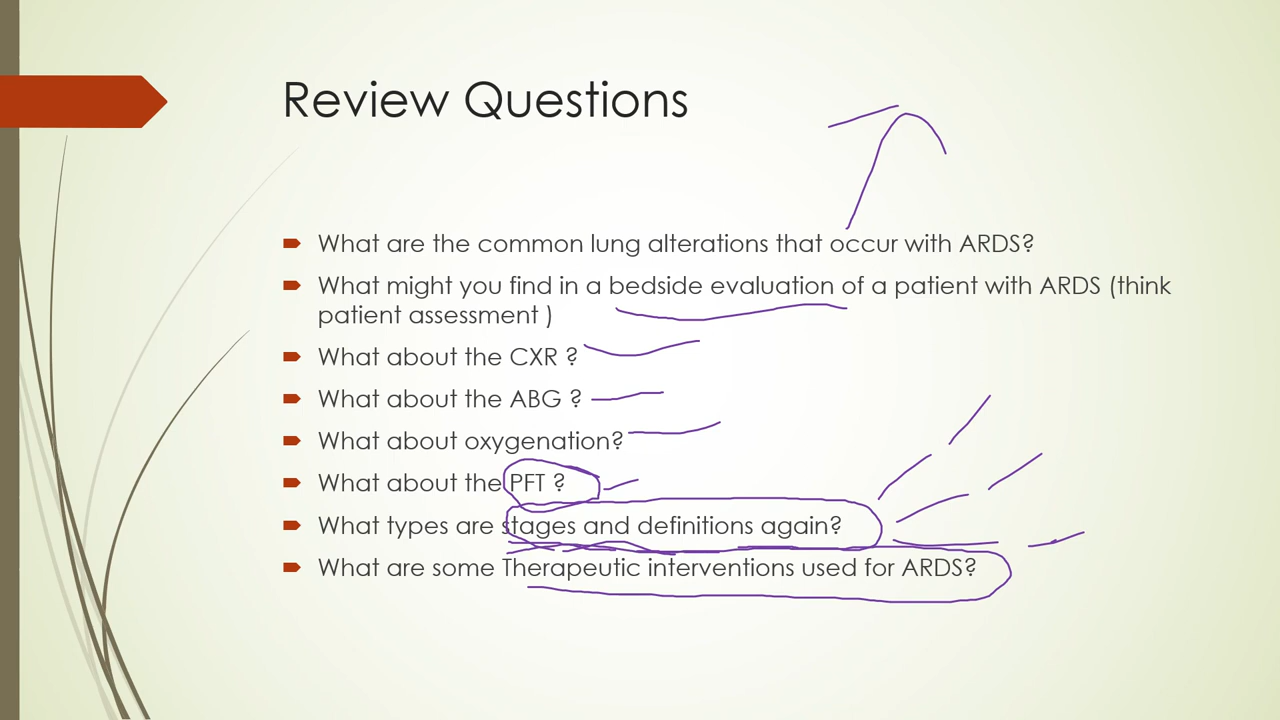 Review Questions
What are the common lung alterations that occur with ARDS?
What might you find in a bedside evaluation of a patient with ARDS (think
patient assessment )
What about the CXR ?
What about the ABG ?
What about oxygenation?
What about the PFT ?
What types are stages and definitions again?
What are some Therapeutic interventions used for ARDS?